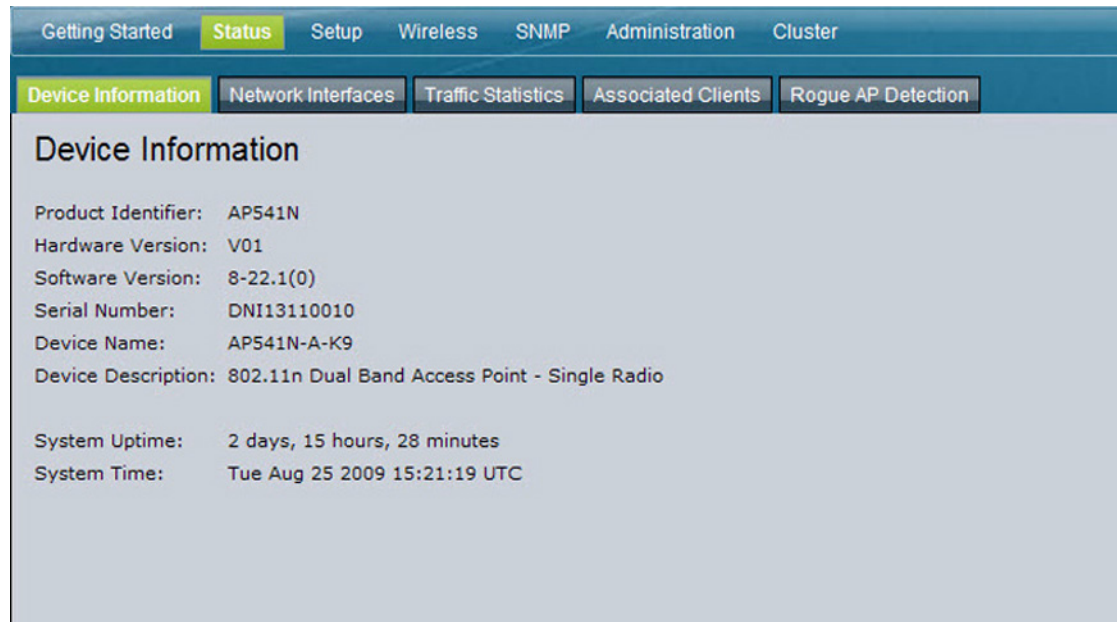 Getting Started Status Setup Wireless SNMP Administration Cluster
Device Information Network Interfaces Traffic Statistics Associated Clients Rogue AP Detection
Device Information
Product Identifier: AP541N
Hardware Version: V01
Software Version: 8-22.1(0)
Serial Number: DNI13110010
Device Name: AP541N-A-K9
Device Description: 802.11n Dual Band Access Point - Single Radio
System Uptime: 2 days, 15 hours, 28 minutes
System Time: Tue Aug 25 2009 15:21:19 UTC